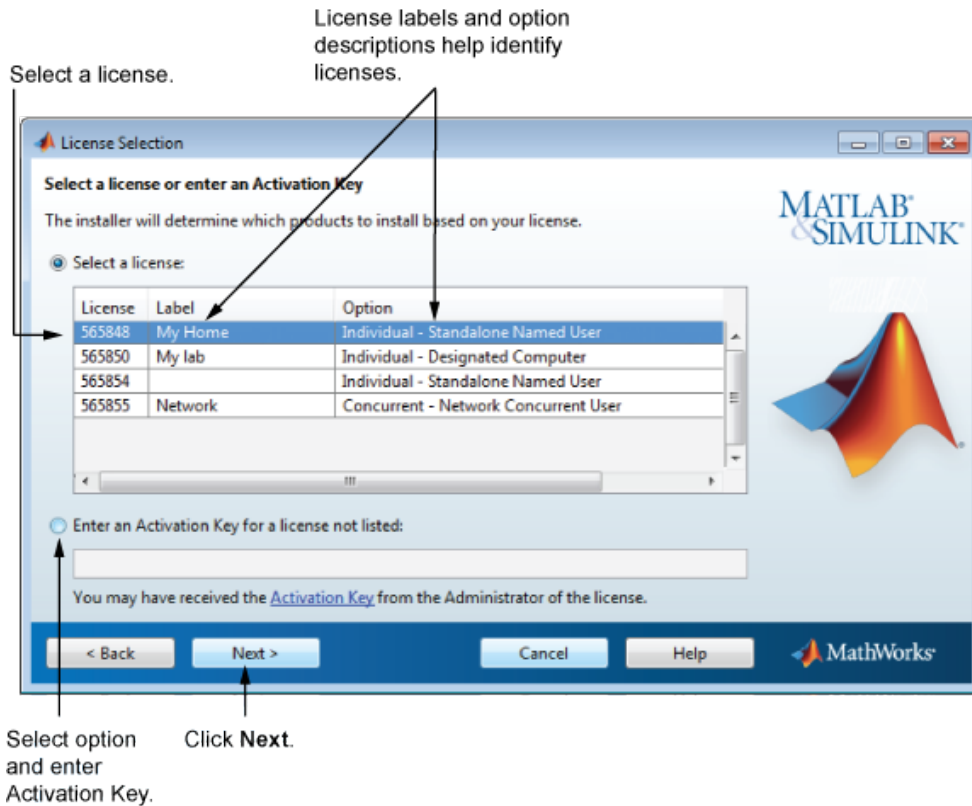 License labels and option
descriptions help identify
licenses.
Select a license.
License Selection
Select a license or enter an Activation Key
The installer will determine which products to install based on your license.
MATLAB®
&SIMULINK®
Select a license:
License Label Option
565848 My Home Individual - Standalone Named User
565850 My lab Individual - Designated Computer
565854 Individual - Standalone Named User
565855 Network Concurrent - Network Concurrent User
Enter an Activation Key for a license not listed:
You may have received the Activation Key from the Administrator of the license.
< Back Next > Cancel Help MathWorks®
Select option
and enter
Activation Key.
Click Next.